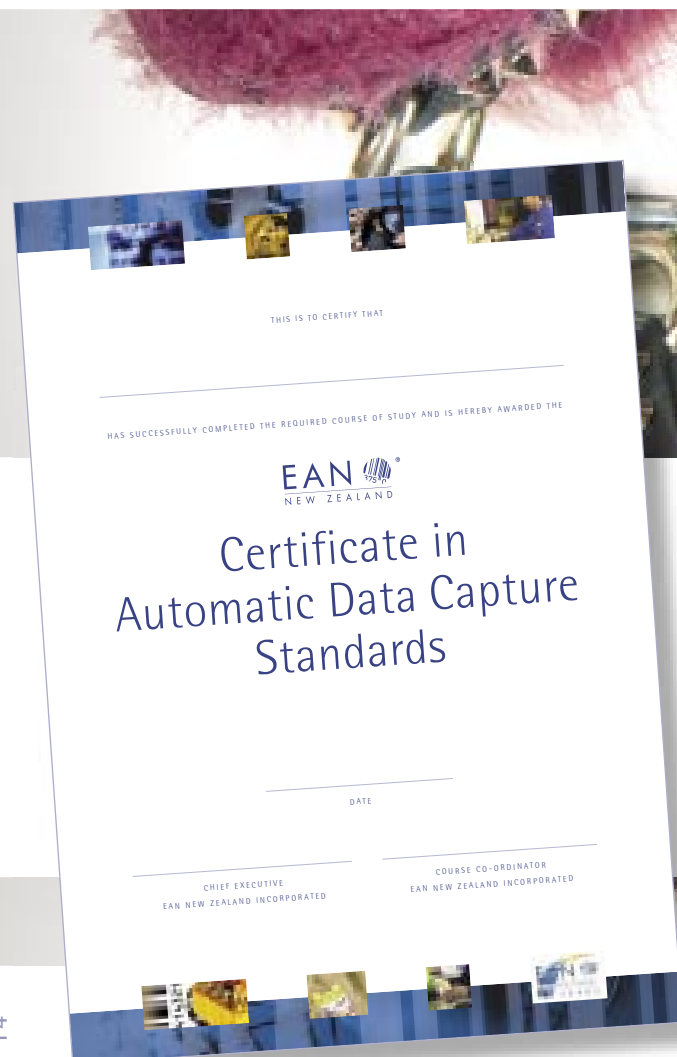 THIS IS TO CERTIFY THAT
HAS SUCCESSFULLY COMPLETED THE REQUIRED COURSE OF STUDY AND IS HEREBY AWARDED THE
EAN ®
NEW ZEALAND
Certificate in
Automatic Data Capture
Standards
DATE
CHIEF EXECUTIVE
EAN NEW ZEALAND INCORPORATED
COURSE CO-ORDINATOR
EAN NEW ZEALAND INCORPORATED